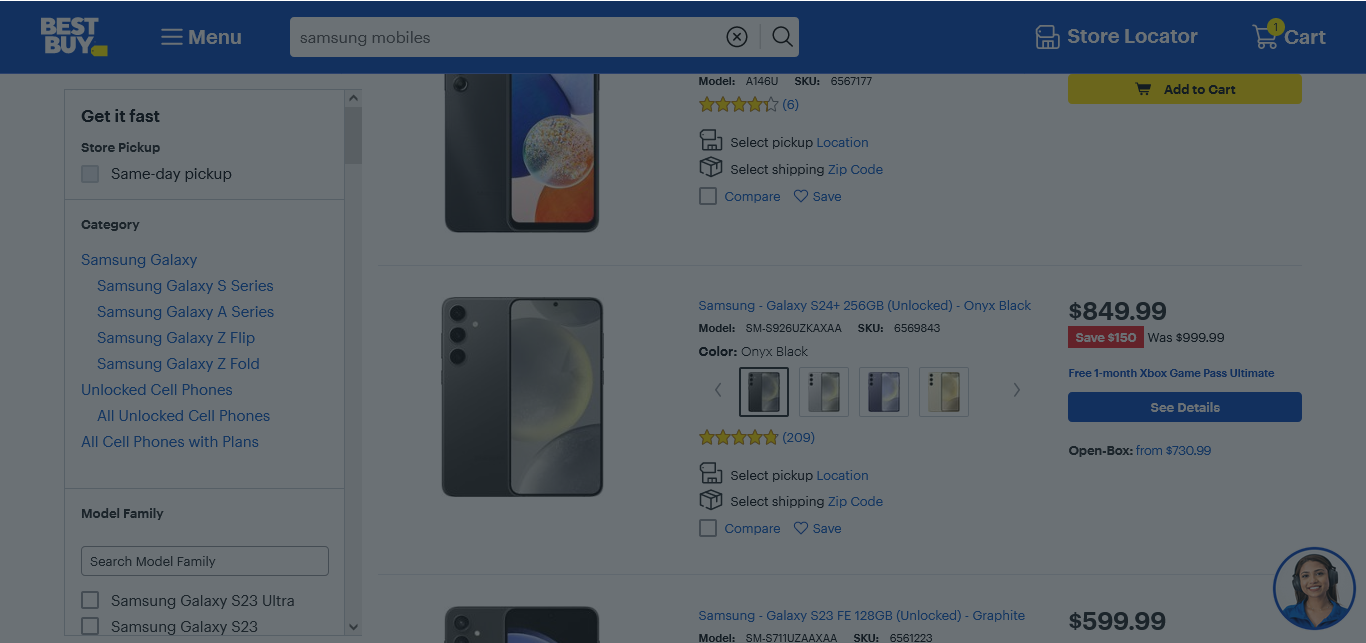 BEST
BUY
Menu
samsung mobiles
Store Locator
1
Cart
Get it fast
Store Pickup
Same-day pickup
Category
Samsung Galaxy
Samsung Galaxy S Series
Samsung Galaxy A Series
Samsung Galaxy Z Flip
Samsung Galaxy Z Fold
Unlocked Cell Phones
All Unlocked Cell Phones
All Cell Phones with Plans
Model Family
Search Model Family
Samsung Galaxy S23 Ultra
Samsung Galaxy S23
Model: A146U SKU: 6567177
(6)
Select pickup Location
Select shipping Zip Code
Compare Save
Add to Cart
Samsung - Galaxy S24+ 256GB (Unlocked) - Onyx Black
Model: SM-S926UZKAXAA SKU: 6569843
Color: Onyx Black
(209)
Select pickup Location
Select shipping Zip Code
Compare Save
$849.99
Save $150 Was $999.99
Free 1-month Xbox Game Pass Ultimate
See Details
Open-Box: from $730.99
Samsung - Galaxy S23 FE 128GB (Unlocked) - Graphite
Model: SM-S711UZAAXAA SKU: 6561223
$599.99